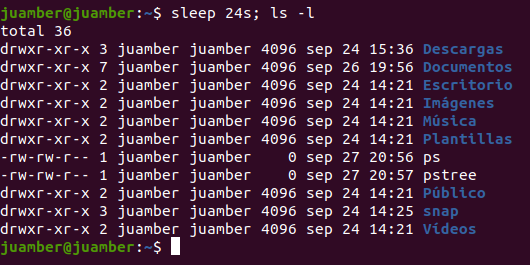 juamber@juamber:~$ sleep 24s; ls -l
total 36
drwxr-xr-x 3 juamber juamber 4096 sep 24 15:36 Descargas
drwxr-xr-x 7 juamber juamber 4096 sep 26 19:56 Documentos
drwxr-xr-x 2 juamber juamber 4096 sep 24 14:21 Escritorio
drwxr-xr-x 2 juamber juamber 4096 sep 24 14:21 Imágenes
drwxr-xr-x 2 juamber juamber 4096 sep 24 14:21 Música
drwxr-xr-x 2 juamber juamber 4096 sep 24 14:21 Plantillas
-rw-rw-r-- 1 juamber juamber    0 sep 27 20:56 ps
-rw-rw-r-- 1 juamber juamber    0 sep 27 20:57 pstree
drwxr-xr-x 2 juamber juamber 4096 sep 24 14:21 Público
drwxr-xr-x 3 juamber juamber 4096 sep 24 14:25 snap
drwxr-xr-x 2 juamber juamber 4096 sep 24 14:21 Vídeos
juamber@juamber:~$